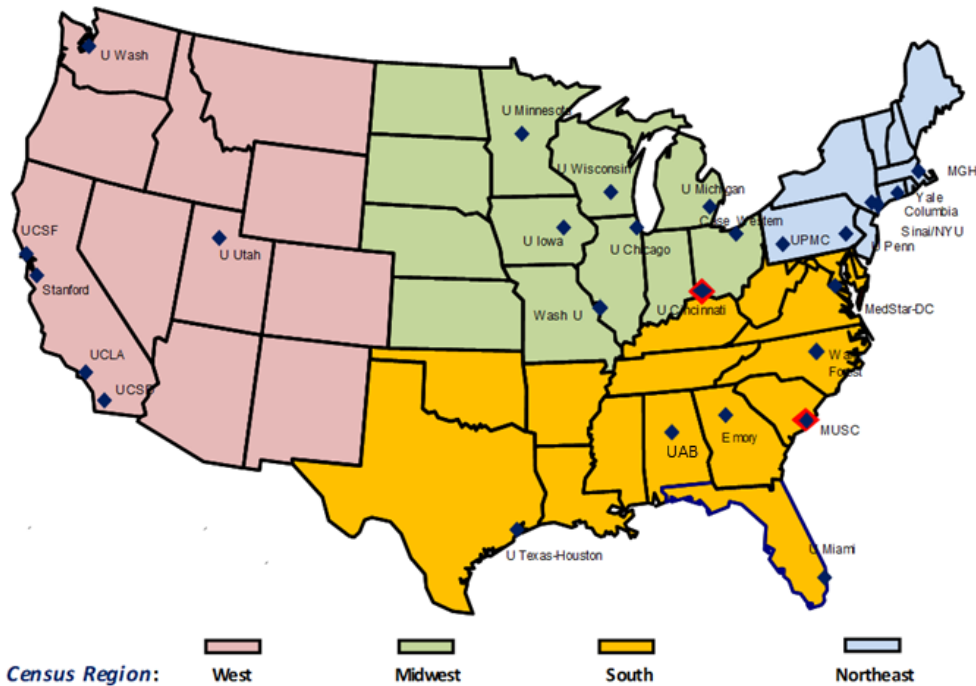 U Wash
U Minnesota
U Wisconsin
MGH
U Michigan
Yale
Columbia
Case Western
UCSF
U Iowa
U Chicago
UPMC
Sinai/NYU
U Penn
U Utah
Stanford
Wash U
U Cincinnati
MedStar-DC
UCLA
Wake
Forest
UCSD
MUSC
Emory
UAB
U Texas-Houston
U Miami
Census Region: West Midwest South Northeast